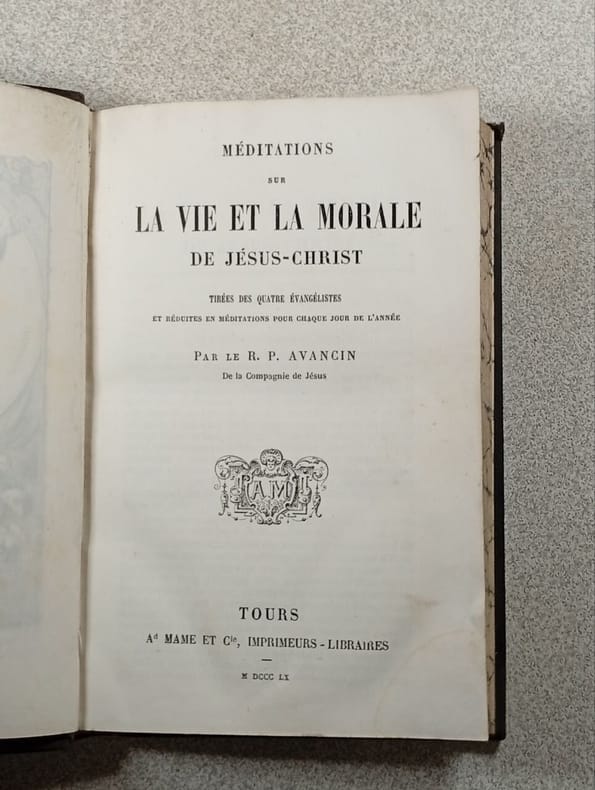 MÉDITATIONS
SUR
LA VIE ET LA MORALE
DE JÉSUS-CHRIST
TIRÉES DES QUATRE ÉVANGÉLISTES
ET RÉDUITES EN MÉDITATIONS POUR CHAQUE JOUR DE L'ANNÉE
PAR LE R. P. AVANCIN
De la Compagnie de Jésus
AM
TOURS
Ad MAME ET Cie, IMPRIMEURS-LIBRAIRES
M DCCC LX